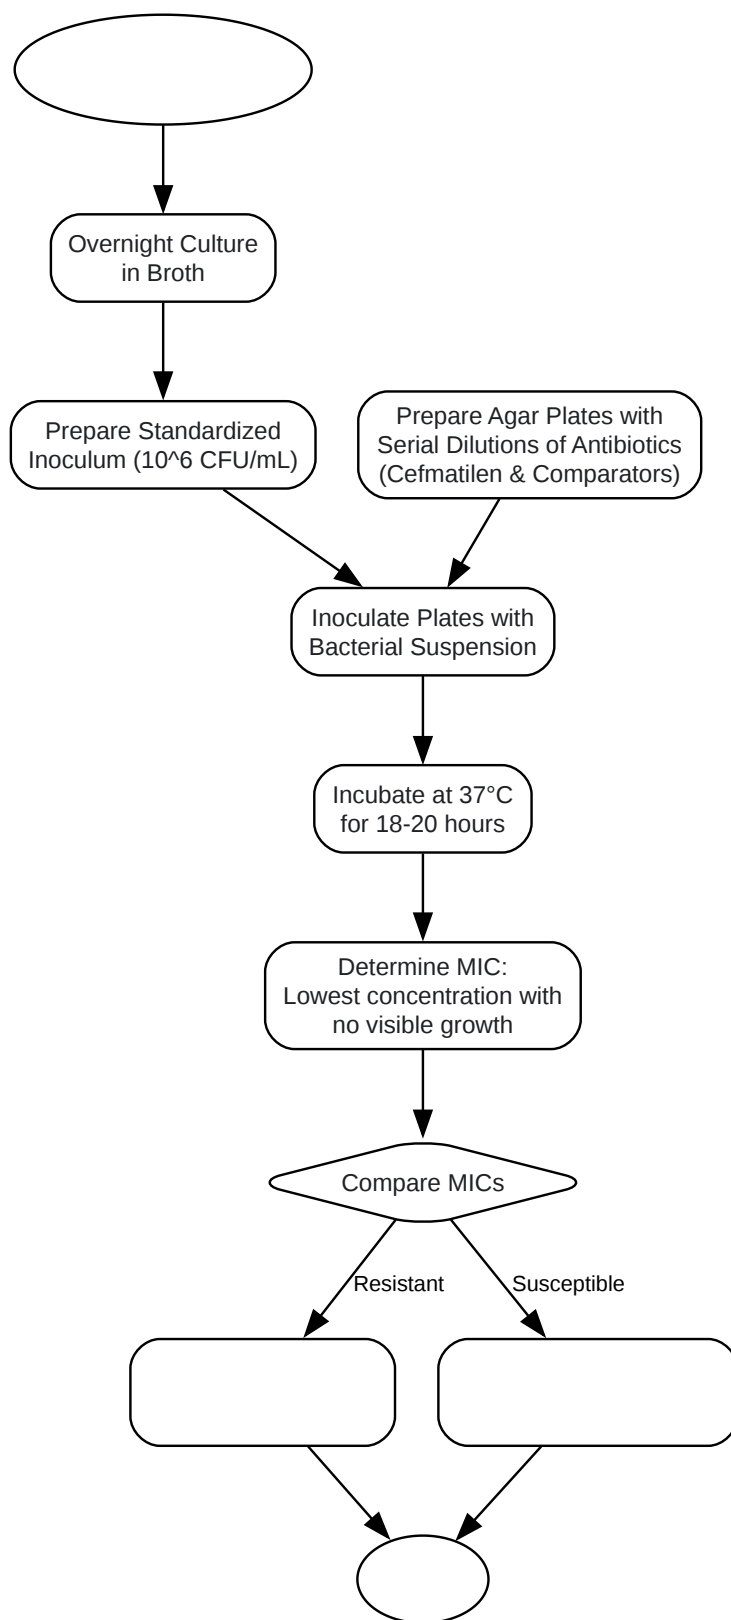 Overnight Culture
in Broth
Prepare Standardized
Inoculum (10^6 CFU/mL)
Prepare Agar Plates with
Serial Dilutions of Antibiotics
(Cefmatilen & Comparators)
Inoculate Plates with
Bacterial Suspension
Incubate at 37°C
for 18-20 hours
Determine MIC:
Lowest concentration with
no visible growth
Compare MICs
Resistant
Susceptible